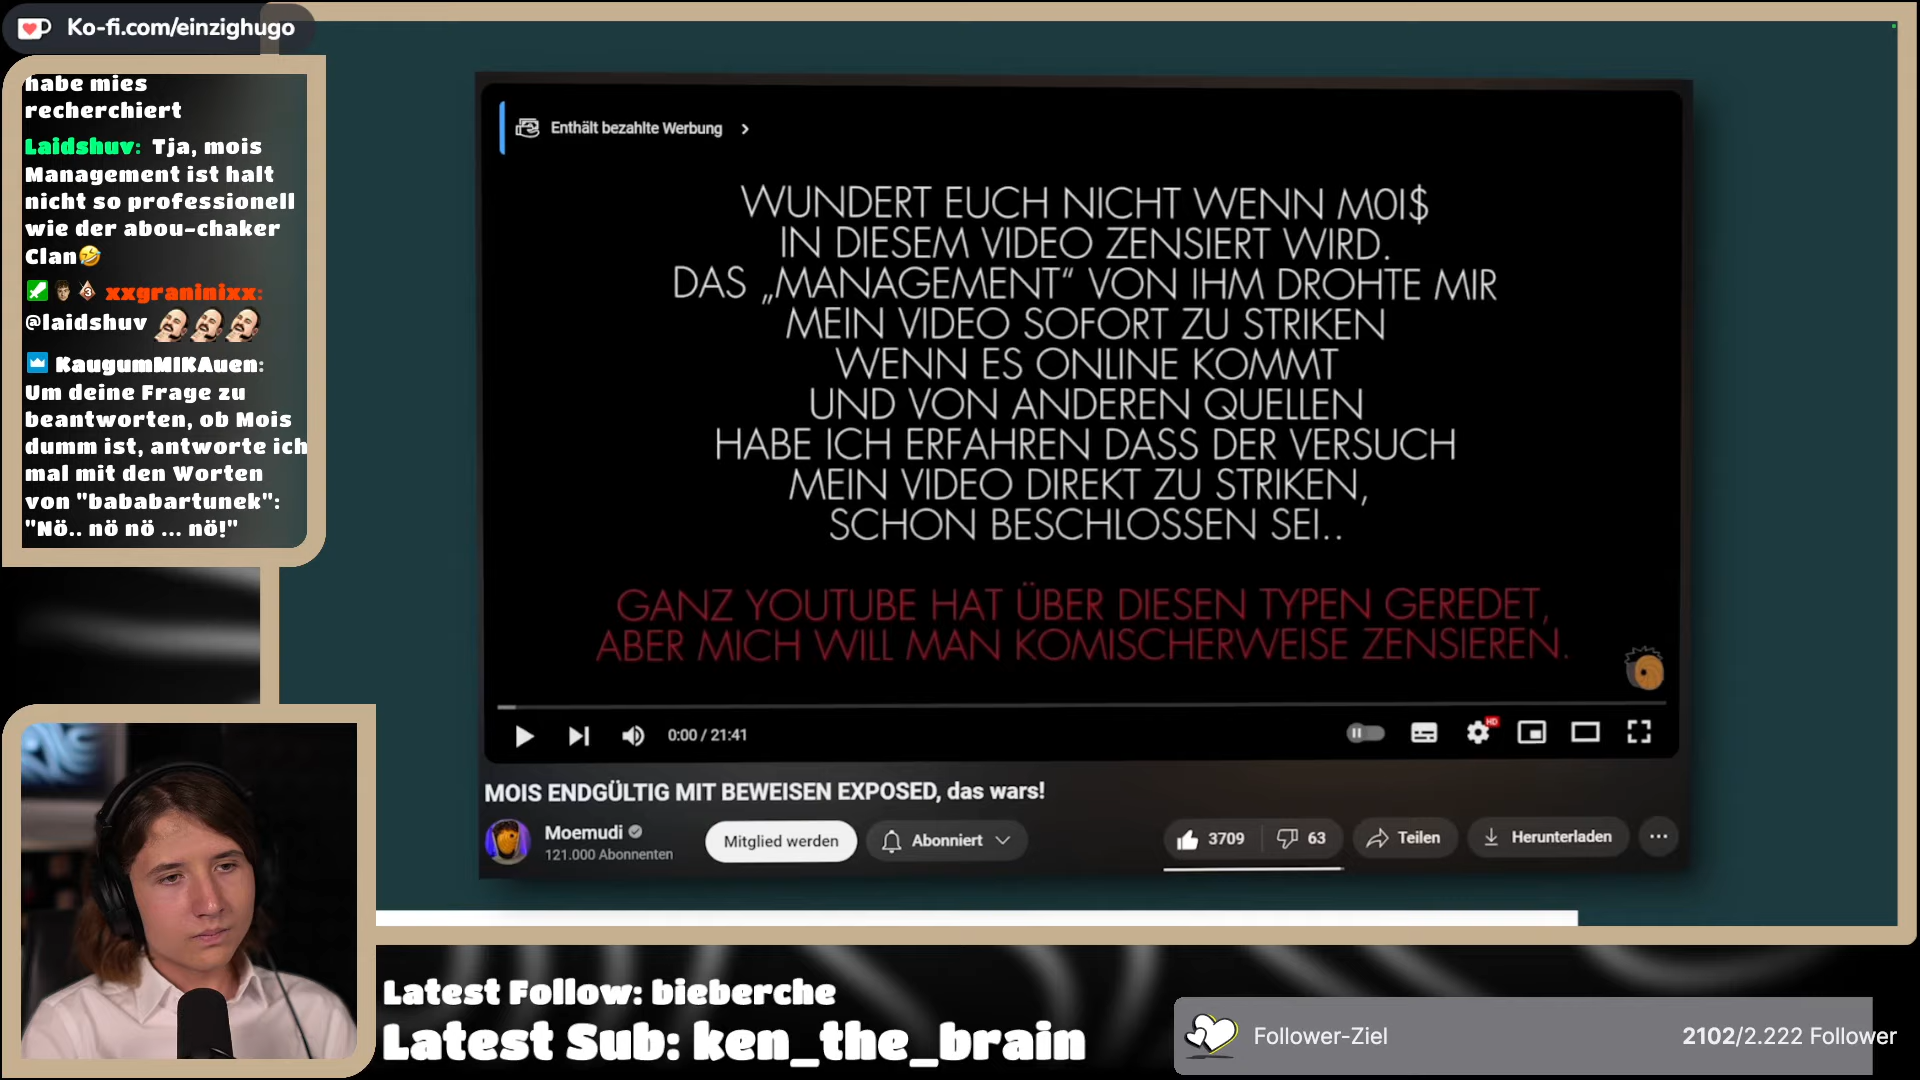 Ko-fi.com/einzighugo
habe mies
recherchiert
Laidshuv: Tja, mois
Management ist halt
nicht so professionell
wie der abou-chaker
Clan🤣
xxgraninixx:
@laidshuv
KaugumMIKAuen:
Um deine Frage zu
beantworten, ob Mois
dumm ist, antworte ich
mal mit den Worten
von "bababartunek":
"Nö.. nö nö ... nö!"
Enthält bezahlte Werbung
WUNDERT EUCH NICHT WENN M0I$
IN DIESEM VIDEO ZENSIERT WIRD.
DAS „MANAGEMENT“ VON IHM DROHTE MIR
MEIN VIDEO SOFORT ZU STRIKEN
WENN ES ONLINE KOMMT
UND VON ANDEREN QUELLEN
HABE ICH ERFAHREN DASS DER VERSUCH
MEIN VIDEO DIREKT ZU STRIKEN,
SCHON BESCHLOSSEN SEI..
GANZ YOUTUBE HAT ÜBER DIESEN TYPEN GEREDET,
ABER MICH WILL MAN KOMISCHERWEISE ZENSIEREN.
0:00 / 21:41
HD
MOIS ENDGÜLTIG MIT BEWEISEN EXPOSED, das wars!
Moemudi
121.000 Abonnenten
Mitglied werden
Abonniert
3709
63
Teilen
Herunterladen
Latest Follow: bieberche
Latest Sub: ken_the_brain
Follower-Ziel
2102/2.222 Follower